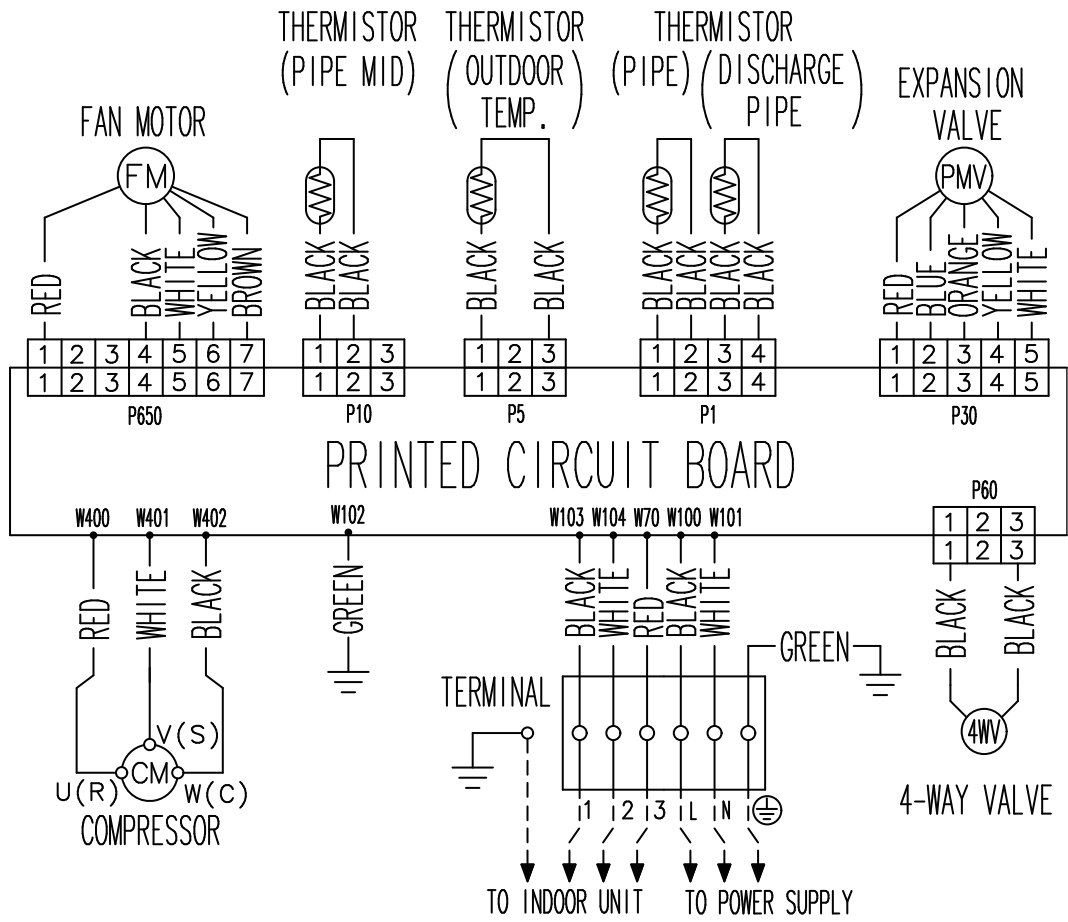 THERMISTOR THERMISTOR THERMISTOR
(PIPE MID) (OUTDOOR TEMP.) (PIPE) (DISCHARGE PIPE)
EXPANSION
VALVE
FAN MOTOR
FM
PMV
RED BLACK WHITE YELLOW BROWN
BLACK BLACK
BLACK BLACK
BLACK BLACK BLACK BLACK
RED BLUE ORANGE YELLOW WHITE
1 2 3 4 5 6 7
1 2 3 4 5 6 7
P650
1 2 3
1 2 3
P10
1 2 3
1 2 3
P5
1 2 3 4
1 2 3 4
P1
1 2 3 4 5
1 2 3 4 5
P30
PRINTED CIRCUIT BOARD
P60
1 2 3
1 2 3
W400 W401 W402 W102 W103 W104 W70 W100 W101
RED WHITE BLACK
GREEN
BLACK WHITE RED BLACK WHITE
GREEN
BLACK BLACK
TERMINAL
4WV
4-WAY VALVE
V(S)
CM
U(R) W(C)
COMPRESSOR
1 2 3 L N
TO INDOOR UNIT TO POWER SUPPLY